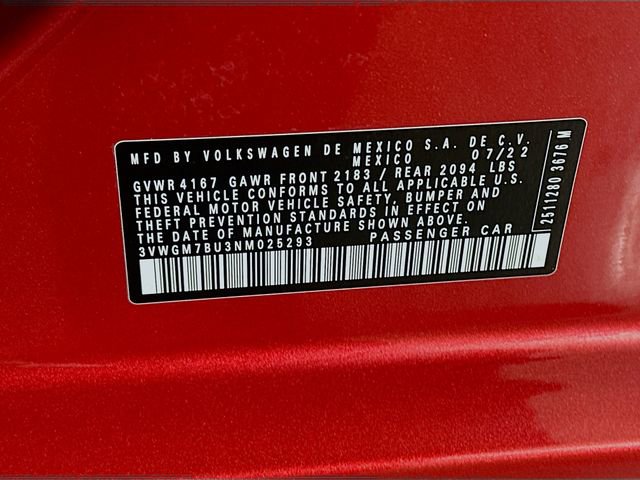 MFD BY VOLKSWAGEN DE MEXICO S.A. DE C.V.
MEXICO 07/22
GVWR 4167 GAWR FRONT 2183 / REAR 2094 LBS
THIS VEHICLE CONFORMS TO ALL APPLICABLE U.S.
FEDERAL MOTOR VEHICLE SAFETY, BUMPER AND
THEFT PREVENTION STANDARDS IN EFFECT ON
THE DATE OF MANUFACTURE SHOWN ABOVE.
3VWGM7BU3NM025293 PASSENGER CAR
2511280 3676 M